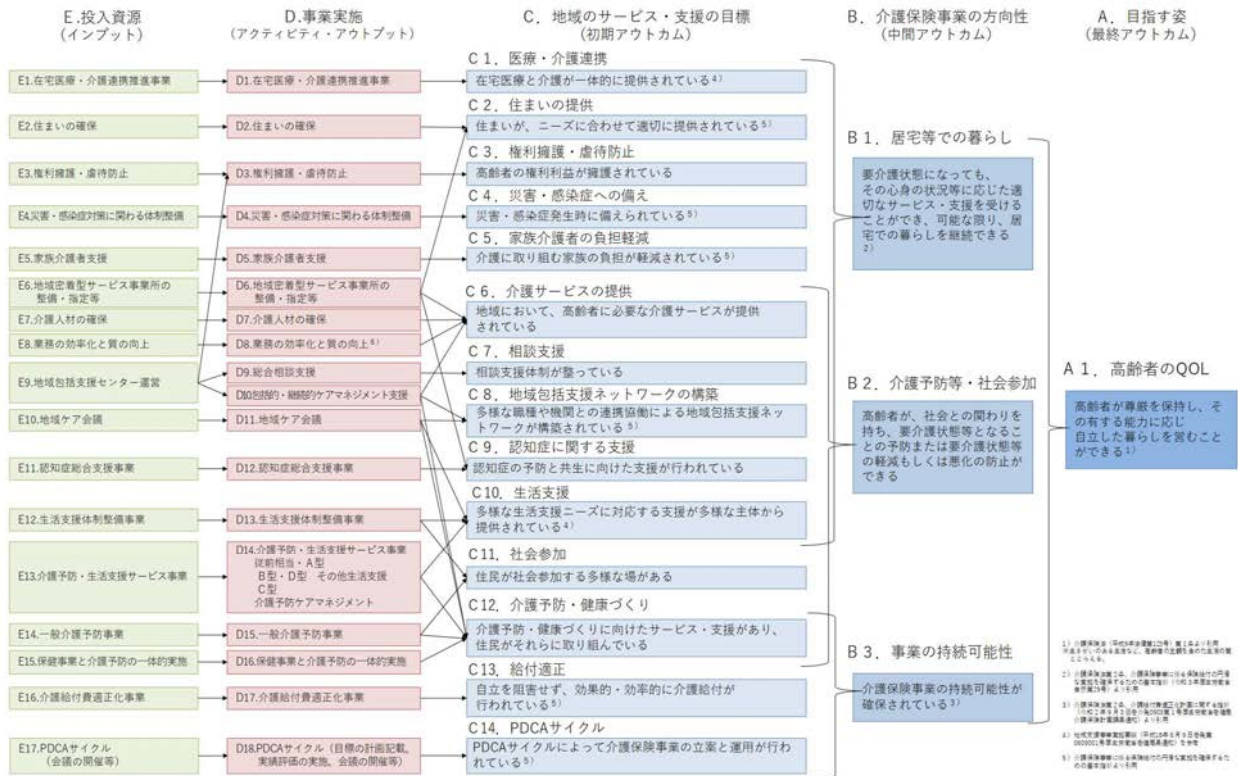 E.投入資源
（インプット）
D.事業実施
（アクティビティ・アウトプット）
C. 地域のサービス・支援の目標
（初期アウトカム）
B. 介護保険事業の方向性
（中間アウトカム）
A. 目指す姿
（最終アウトカム）
E1.在宅医療・介護連携推進事業
E2.住まいの確保
E3.権利擁護・虐待防止
E4.災害・感染症対策に関わる体制整備
E5.家族介護者支援
E6.地域密着型サービス事業所の
整備・指定等
E7.介護人材の確保
E8.業務の効率化と質の向上
E9.地域包括支援センター運営
E10.地域ケア会議
E11.認知症総合支援事業
E12.生活支援体制整備事業
E13.介護予防・生活支援サービス事業
E14.一般介護予防事業
E15.保健事業と介護予防の一体的実施
E16.介護給付費適正化事業
E17.PDCAサイクル
（会議の開催等）
D1.在宅医療・介護連携推進事業
D2.住まいの確保
D3.権利擁護・虐待防止
D4.災害・感染症対策に関わる体制整備
D5.家族介護者支援
D6.地域密着型サービス事業所の
整備・指定等
D7.介護人材の確保
D8.業務の効率化と質の向上6)
D9.総合相談支援
D10包括的・継続的ケアマネジメント支援
D11.地域ケア会議
D12.認知症総合支援事業
D13.生活支援体制整備事業
D14.介護予防・生活支援サービス事業
従前相当・A型
B型・D型 その他生活支援
C型
介護予防ケアマネジメント
D15.一般介護予防事業
D16.保健事業と介護予防の一体的実施
D17.介護給付費適正化事業
D18.PDCAサイクル（目標の計画記載、
実績評価の実施、会議の開催等）
C 1. 医療・介護連携
在宅医療と介護が一体的に提供されている4)
C 2. 住まいの提供
住まいが、ニーズに合わせて適切に提供されている5)
C 3. 権利擁護・虐待防止
高齢者の権利利益が擁護されている
C 4. 災害・感染症への備え
災害・感染症発生時に備えられている5)
C 5. 家族介護者の負担軽減
介護に取り組む家族の負担が軽減されている5)
C 6. 介護サービスの提供
地域において、高齢者に必要な介護サービスが提供
されている
C 7. 相談支援
相談支援体制が整っている
C 8. 地域包括支援ネットワークの構築
多様な職種や機関との連携協働による地域包括支援ネッ
トワークが構築されている5)
C 9. 認知症に関する支援
認知症の予防と共生に向けた支援が行われている
C10. 生活支援
多様な生活支援ニーズに対応する支援が多様な主体から
提供されている4)
C11. 社会参加
住民が社会参加する多様な場がある
C12. 介護予防・健康づくり
介護予防・健康づくりに向けたサービス・支援があり、
住民がそれらに取り組んでいる
C13. 給付適正
自立を阻害せず、効果的・効率的に介護給付が
行われている5)
C14. PDCAサイクル
PDCAサイクルによって介護保険事業の立案と運用が行わ
れている5)
B 1. 居宅等での暮らし
要介護状態になっても、
その心身の状況等に応じた適
切なサービス・支援を受ける
ことができ、可能な限り、居
宅での暮らしを継続できる
2)
B 2. 介護予防等・社会参加
高齢者が、社会との関わりを
持ち、要介護状態等となるこ
との予防または要介護状態等
の軽減もしくは悪化の防止が
できる
B 3. 事業の持続可能性
介護保険事業の持続可能性が
確保されている3)
A 1. 高齢者のQOL
高齢者が尊厳を保持し、そ
の有する能力に応じ
自立した暮らしを営むこと
ができる1)